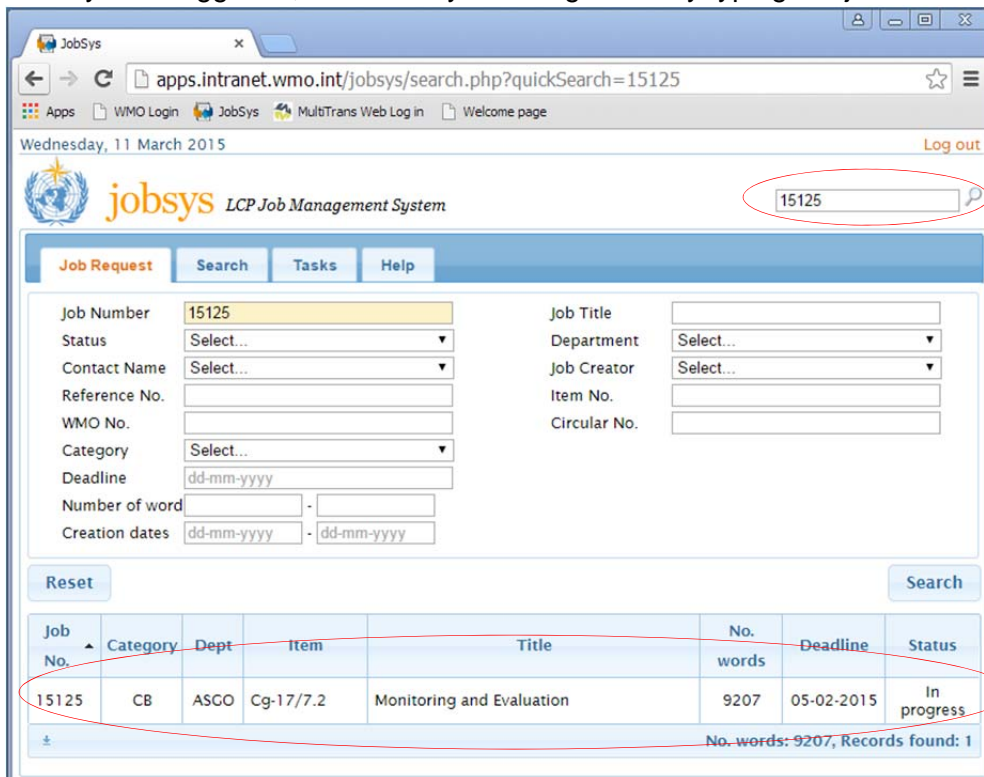 JobSys
apps.intranet.wmo.int/jobsys/search.php?quickSearch=15125
Apps WMO Login JobSys MultiTrans Web Log in Welcome page
Wednesday, 11 March 2015 Log out
jobsys LCP Job Management System 15125
Job Request Search Tasks Help
Job Number 15125 Job Title
Status Select... Department Select...
Contact Name Select... Job Creator Select...
Reference No. Item No.
WMO No. Circular No.
Category Select...
Deadline dd-mm-yyyy
Number of word -
Creation dates dd-mm-yyyy - dd-mm-yyyy
Reset Search
Job No. Category Dept Item Title No. words Deadline Status
15125 CB ASGO Cg-17/7.2 Monitoring and Evaluation 9207 05-02-2015 In progress
No. words: 9207, Records found: 1